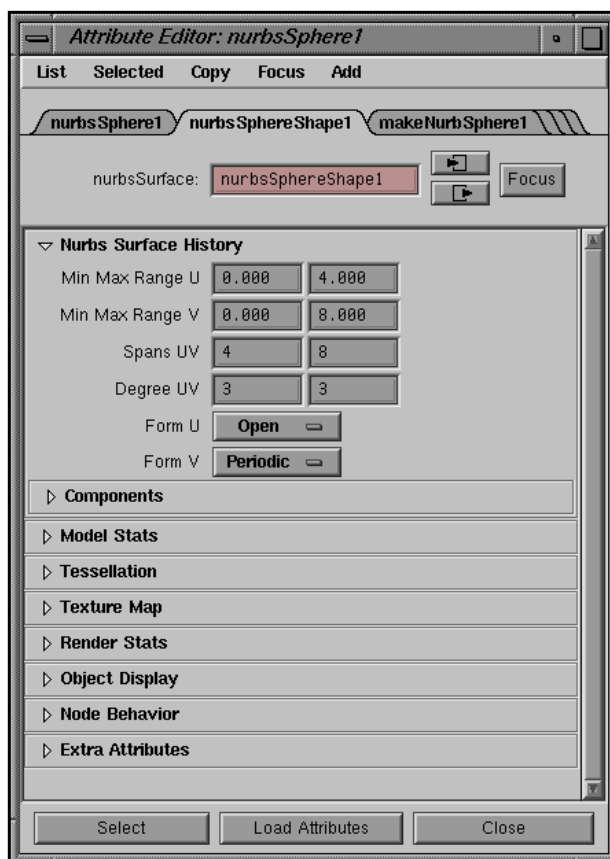 Attribute Editor: nurbsSphere1
List Selected Copy Focus Add
nurbsSphere1 nurbsSphereShape1 makeNurbSphere1
nurbsSurface: nurbsSphereShape1 Focus
Nurbs Surface History
Min Max Range U 0.000 4.000
Min Max Range V 0.000 8.000
Spans UV 4 8
Degree UV 3 3
Form U Open
Form V Periodic
Components
Model Stats
Tessellation
Texture Map
Render Stats
Object Display
Node Behavior
Extra Attributes
Select Load Attributes Close